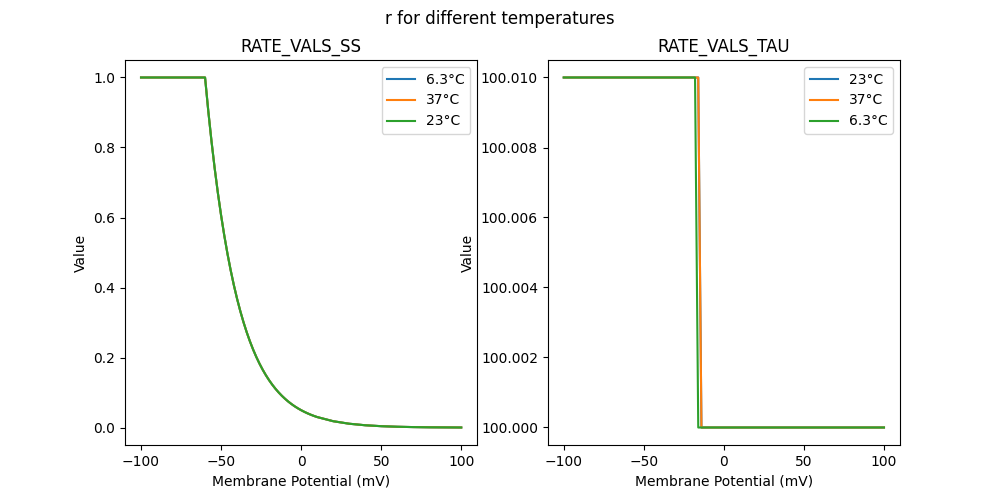 r for different temperatures
RATE_VALS_SS
1.0
0.8
0.6
0.4
0.2
0.0
Value
−100
−50
0
50
100
Membrane Potential (mV)
6.3°C
37°C
23°C
RATE_VALS_TAU
100.010
100.008
100.006
100.004
100.002
100.000
Value
−100
−50
0
50
100
Membrane Potential (mV)
23°C
37°C
6.3°C